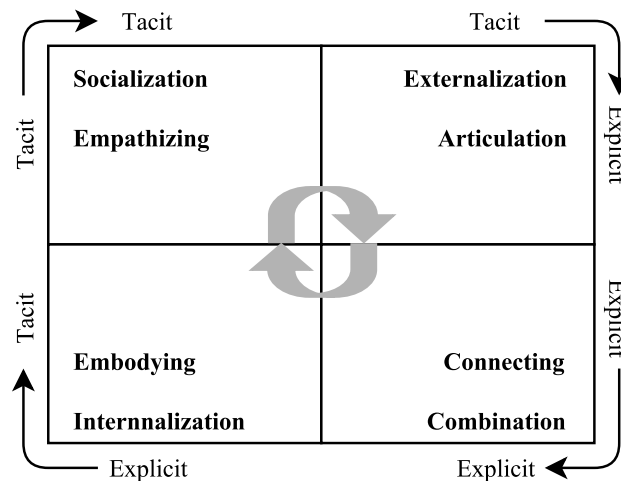 Tacit
Tacit
Socialization
Externalization
Empathizing
Articulation
Tacit
Explicit
Tacit
Explicit
Embodying
Connecting
Internnalization
Combination
Explicit
Explicit